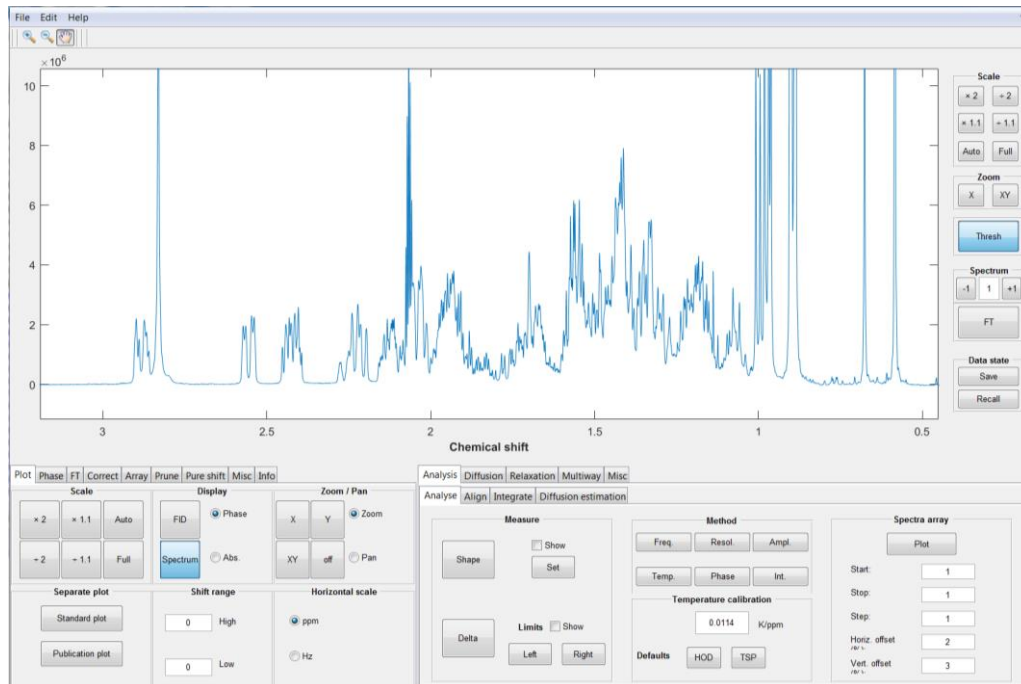 File Edit Help
× 10⁶
10
8
6
4
2
0
3 2.5 2 1.5 1 0.5
Chemical shift
Scale
× 2 ÷ 2
× 1.1 ÷ 1.1
Auto Full
Zoom
X XY
Thresh
Spectrum
-1 1 +1
FT
Data state
Save
Recall
Plot Phase FT Correct Array Prune Pure shift Misc Info
Scale Display Zoom / Pan
× 2 × 1.1 Auto FID Phase X Y Zoom
÷ 2 ÷ 1.1 Full Spectrum Abs. XY off Pan
Separate plot Shift range Horizontal scale
Standard plot 0 High ppm
Publication plot 0 Low Hz
Analysis Diffusion Relaxation Multiway Misc
Analyse Align Integrate Diffusion estimation
Measure
Shape Show
Set
Delta Limits Show
Left Right
Method
Freq. Resol. Ampl.
Temp. Phase Int.
Temperature calibration
0.0114 K/ppm
Defaults HOD TSP
Spectra array
Plot
Start: 1
Stop: 1
Step: 1
Horiz. offset 2
Vert. offset 3